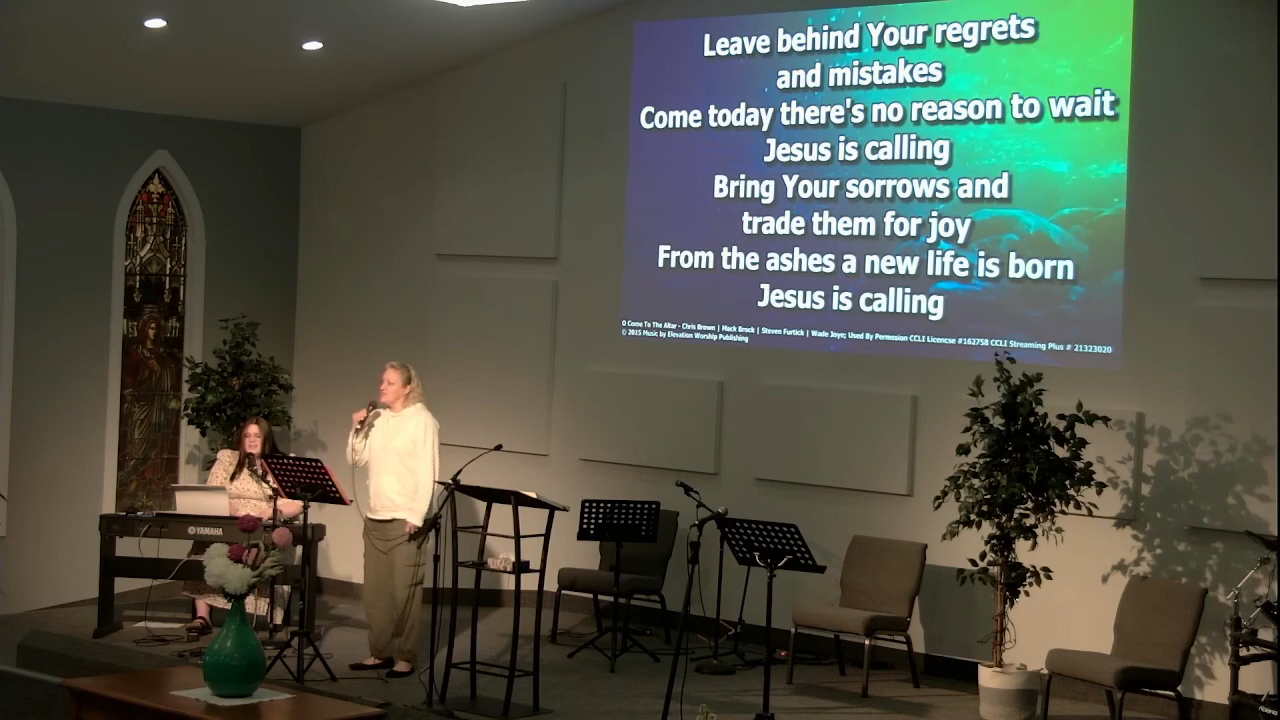 Leave behind Your regrets
and mistakes
Come today there's no reason to wait
Jesus is calling
Bring Your sorrows and
trade them for joy
From the ashes a new life is born
Jesus is calling
O Come To The Altar - Chris Brown | Mack Brock | Steven Furtick | Wade Joye; Used By Permssion CCLI Licencse #162758 CCLI Streaming Plus # 21323020
© 2015 Music by Elevation Worship Publishing
YAMAHA